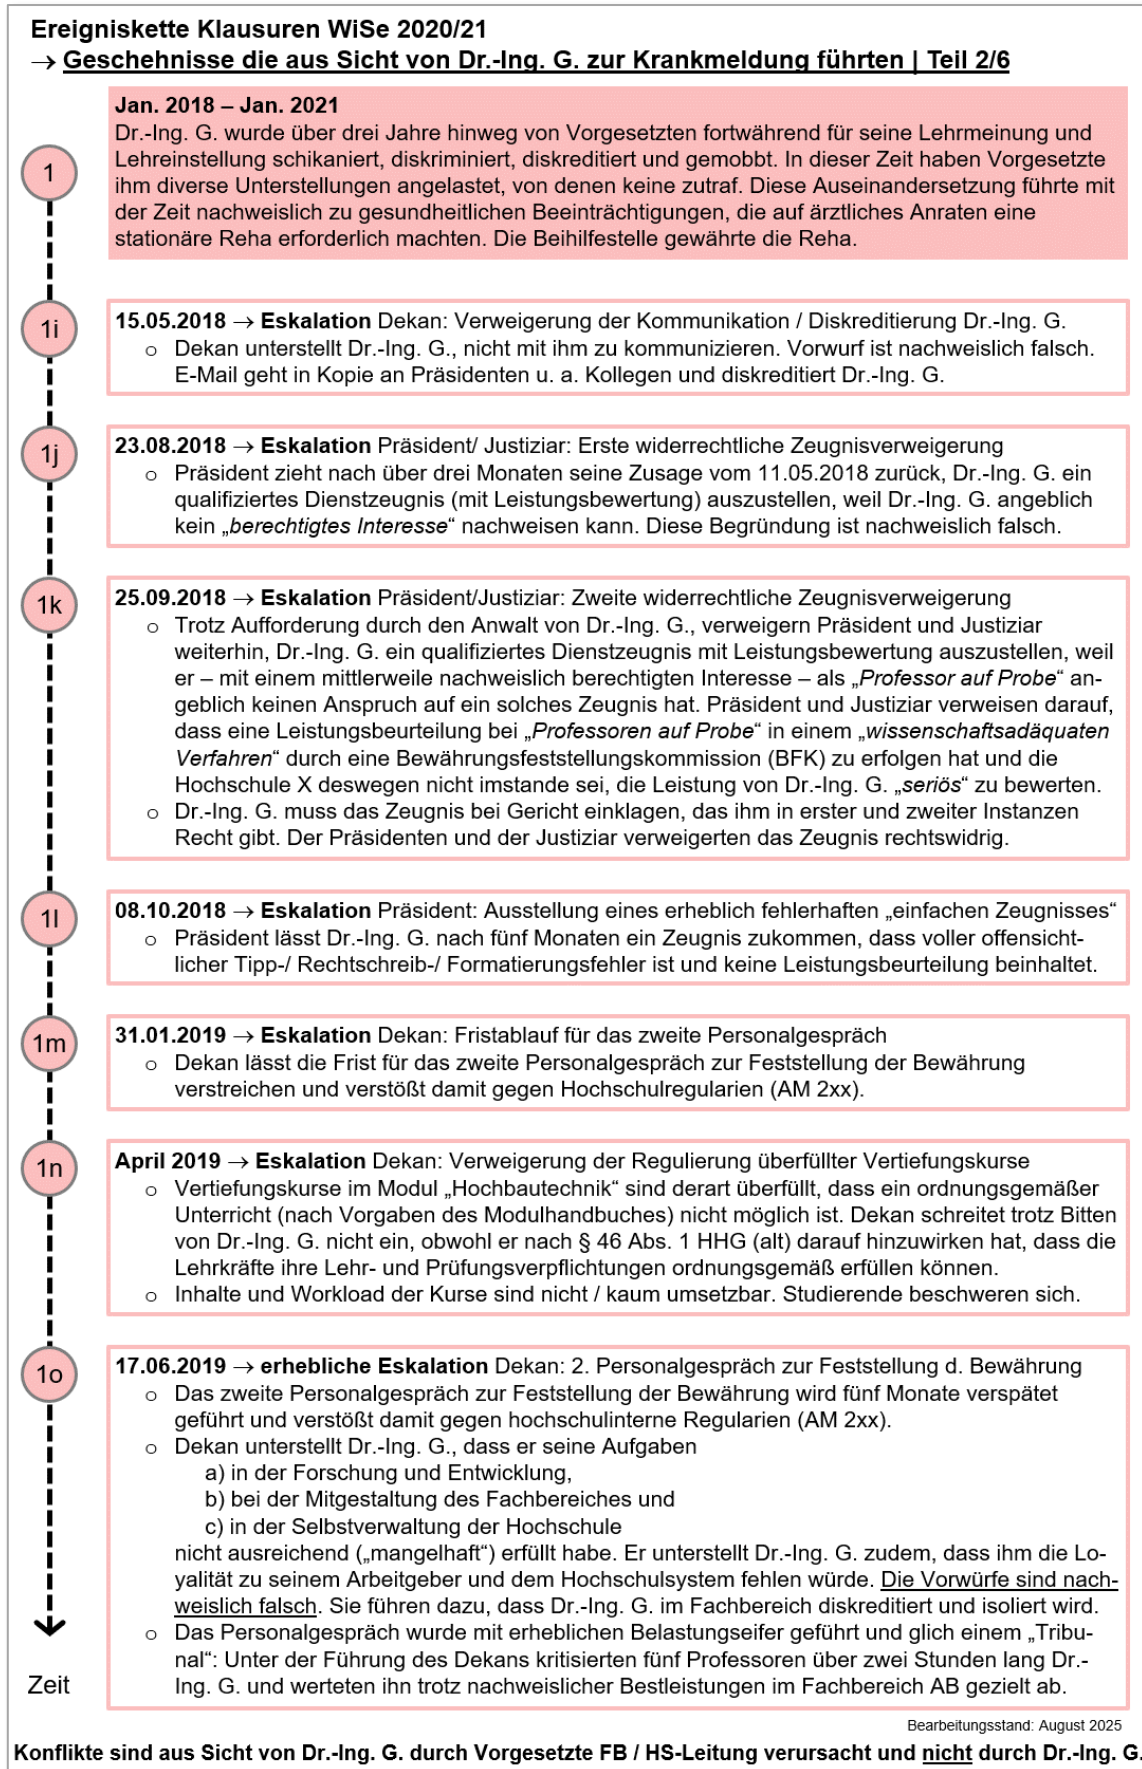 Ereigniskette Klausuren WiSe 2020/21
→ Geschehnisse die aus Sicht von Dr.-Ing. G. zur Krankmeldung führten | Teil 2/6
1
Jan. 2018 – Jan. 2021
Dr.-Ing. G. wurde über drei Jahre hinweg von Vorgesetzten fortwährend für seine Lehrmeinung und
Lehreinstellung schikaniert, diskriminiert, diskreditiert und gemobbt. In dieser Zeit haben Vorgesetzte
ihm diverse Unterstellungen angelastet, von denen keine zutraf. Diese Auseinandersetzung führte mit
der Zeit nachweislich zu gesundheitlichen Beeinträchtigungen, die auf ärztliches Anraten eine
stationäre Reha erforderlich machten. Die Beihilfestelle gewährte die Reha.
1i
15.05.2018 → Eskalation Dekan: Verweigerung der Kommunikation / Diskreditierung Dr.-Ing. G.
o Dekan unterstellt Dr.-Ing. G., nicht mit ihm zu kommunizieren. Vorwurf ist nachweislich falsch.
E-Mail geht in Kopie an Präsidenten u. a. Kollegen und diskreditiert Dr.-Ing. G.
1j
23.08.2018 → Eskalation Präsident/ Justiziar: Erste widerrechtliche Zeugnisverweigerung
o Präsident zieht nach über drei Monaten seine Zusage vom 11.05.2018 zurück, Dr.-Ing. G. ein
qualifiziertes Dienstzeugnis (mit Leistungsbewertung) auszustellen, weil Dr.-Ing. G. angeblich
kein „berechtigtes Interesse“ nachweisen kann. Diese Begründung ist nachweislich falsch.
1k
25.09.2018 → Eskalation Präsident/Justiziar: Zweite widerrechtliche Zeugnisverweigerung
o Trotz Aufforderung durch den Anwalt von Dr.-Ing. G., verweigern Präsident und Justiziar
weiterhin, Dr.-Ing. G. ein qualifiziertes Dienstzeugnis mit Leistungsbewertung auszustellen, weil
er – mit einem mittlerweile nachweislich berechtigten Interesse – als „Professor auf Probe“ an-
geblich keinen Anspruch auf ein solches Zeugnis hat. Präsident und Justiziar verweisen darauf,
dass eine Leistungsbeurteilung bei „Professoren auf Probe“ in einem „wissenschaftsadäquaten
Verfahren“ durch eine Bewährungsfeststellungskommission (BFK) zu erfolgen hat und die
Hochschule X deswegen nicht imstande sei, die Leistung von Dr.-Ing. G. „seriös“ zu bewerten.
o Dr.-Ing. G. muss das Zeugnis bei Gericht einklagen, das ihm in erster und zweiter Instanzen
Recht gibt. Der Präsidenten und der Justiziar verweigerten das Zeugnis rechtswidrig.
1l
08.10.2018 → Eskalation Präsident: Ausstellung eines erheblich fehlerhaften „einfachen Zeugnisses“
o Präsident lässt Dr.-Ing. G. nach fünf Monaten ein Zeugnis zukommen, dass voller offensicht-
licher Tipp-/ Rechtschreib-/ Formatierungsfehler ist und keine Leistungsbeurteilung beinhaltet.
1m
31.01.2019 → Eskalation Dekan: Fristablauf für das zweite Personalgespräch
o Dekan lässt die Frist für das zweite Personalgespräch zur Feststellung der Bewährung
verstreichen und verstößt damit gegen Hochschulregularien (AM 2xx).
1n
April 2019 → Eskalation Dekan: Verweigerung der Regulierung überfüllter Vertiefungskurse
o Vertiefungskurse im Modul „Hochbautechnik“ sind derart überfüllt, dass ein ordnungsgemäßer
Unterricht (nach Vorgaben des Modulhandbuches) nicht möglich ist. Dekan schreitet trotz Bitten
von Dr.-Ing. G. nicht ein, obwohl er nach § 46 Abs. 1 HHG (alt) darauf hinzuwirken hat, dass die
Lehrkräfte ihre Lehr- und Prüfungsverpflichtungen ordnungsgemäß erfüllen können.
o Inhalte und Workload der Kurse sind nicht / kaum umsetzbar. Studierende beschweren sich.
1o
17.06.2019 → erhebliche Eskalation Dekan: 2. Personalgespräch zur Feststellung d. Bewährung
o Das zweite Personalgespräch zur Feststellung der Bewährung wird fünf Monate verspätet
geführt und verstößt damit gegen hochschulinterne Regularien (AM 2xx).
o Dekan unterstellt Dr.-Ing. G., dass er seine Aufgaben
a) in der Forschung und Entwicklung,
b) bei der Mitgestaltung des Fachbereiches und
c) in der Selbstverwaltung der Hochschule
nicht ausreichend („mangelhaft“) erfüllt habe. Er unterstellt Dr.-Ing. G. zudem, dass ihm die Lo-
yalität zu seinem Arbeitgeber und dem Hochschulsystem fehlen würde. Die Vorwürfe sind nach-
weislich falsch. Sie führen dazu, dass Dr.-Ing. G. im Fachbereich diskreditiert und isoliert wird.
o Das Personalgespräch wurde mit erheblichen Belastungseifer geführt und glich einem „Tribu-
nal“: Unter der Führung des Dekans kritisierten fünf Professoren über zwei Stunden lang Dr.-
Ing. G. und werteten ihn trotz nachweislicher Bestleistungen im Fachbereich AB gezielt ab.
Zeit
Bearbeitungsstand: August 2025
Konflikte sind aus Sicht von Dr.-Ing. G. durch Vorgesetzte FB / HS-Leitung verursacht und nicht durch Dr.-Ing. G.